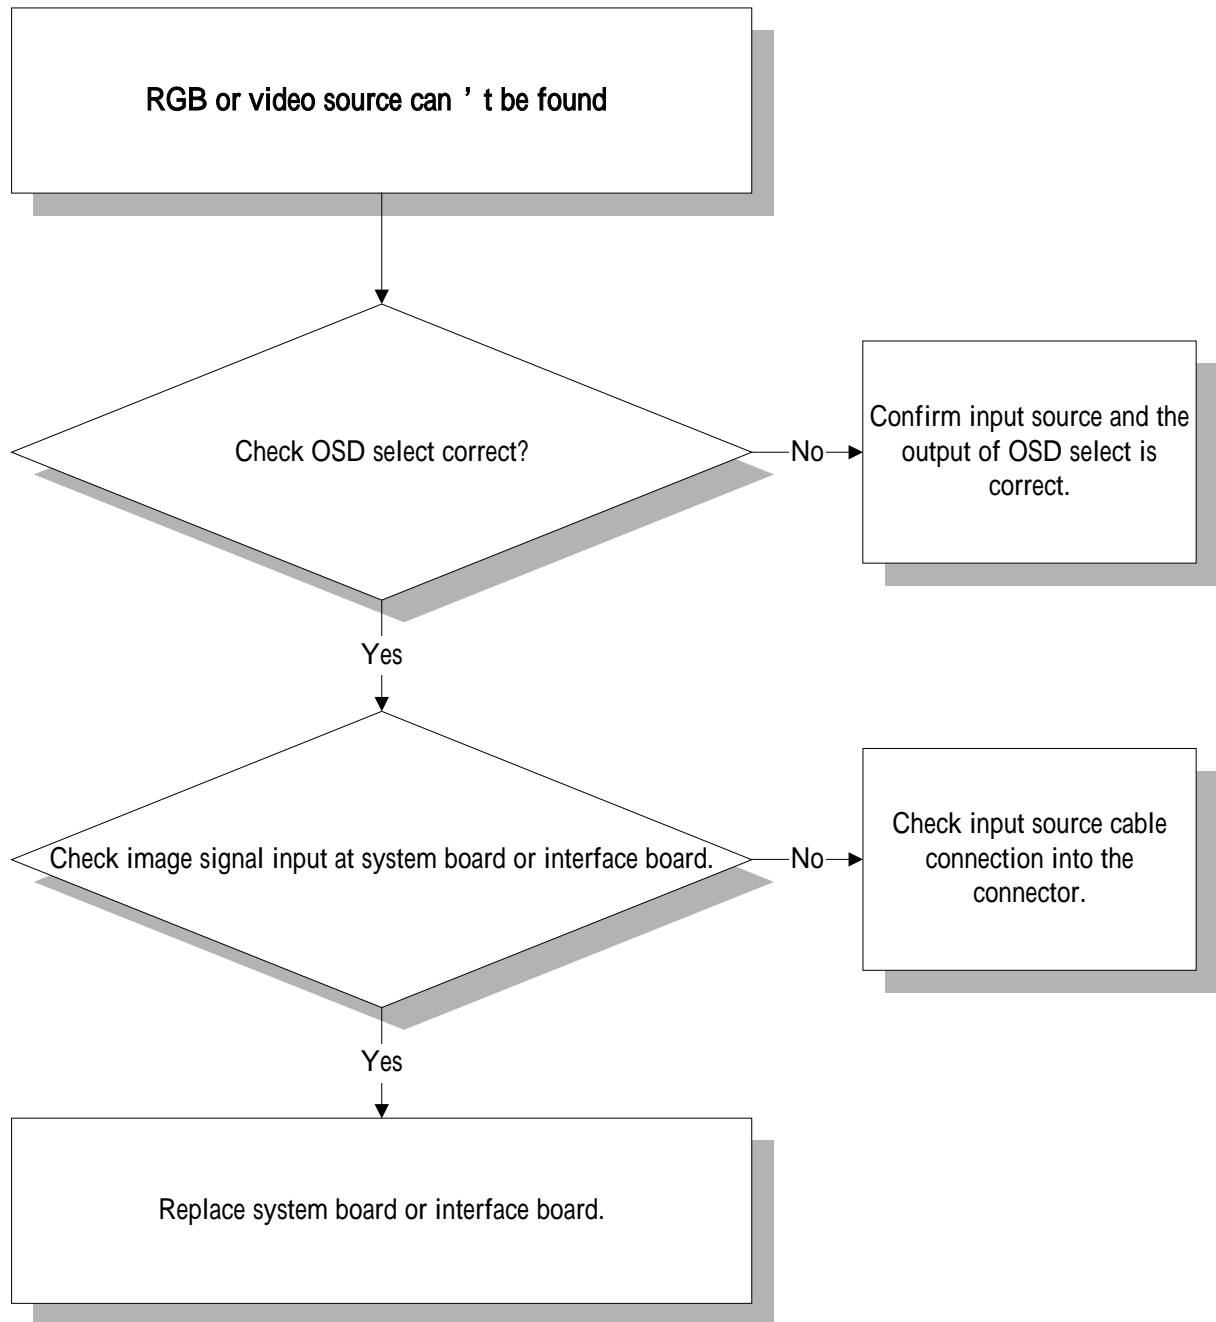 RGB or video source can ’ t be found
Check OSD select correct?
No
Confirm input source and the
output of OSD select is
correct.
Yes
Check image signal input at system board or interface board.
No
Check input source cable
connection into the
connector.
Yes
Replace system board or interface board.